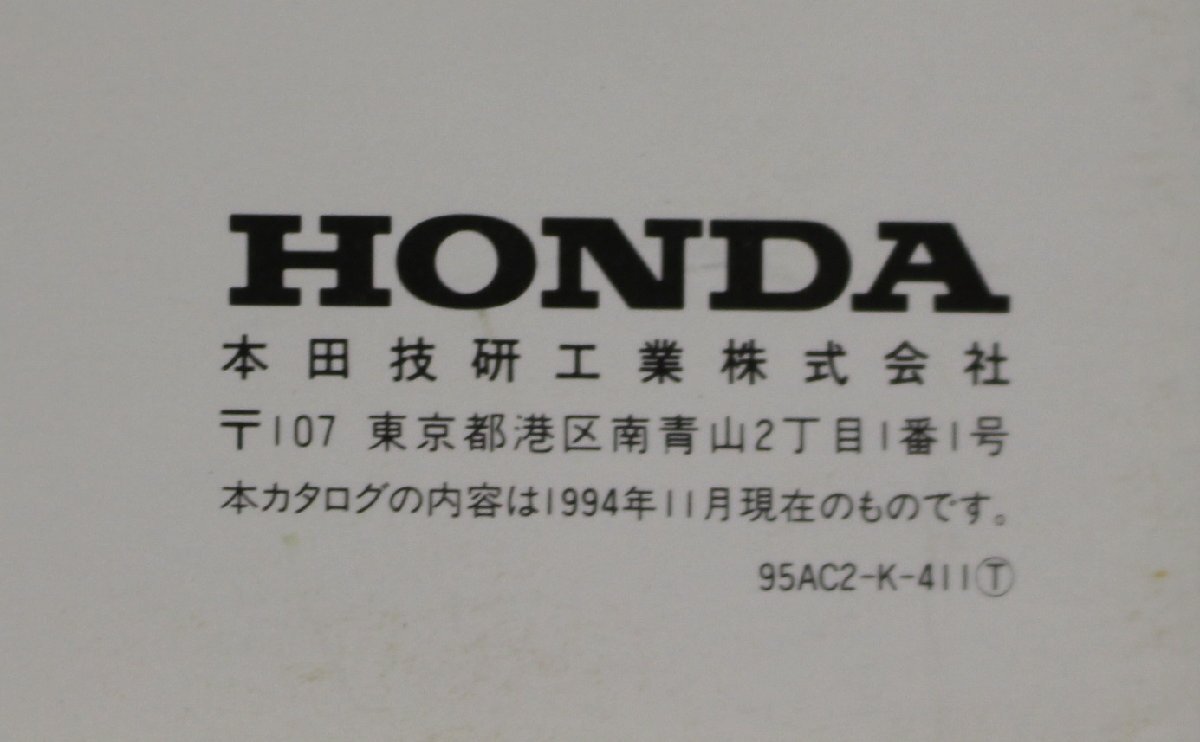 HONDA
本田技研工業株式会社
〒107 東京都港区南青山2丁目1番1号
本カタログの内容は1994年11月現在のものです。
95AC2-K-411Ⓣ